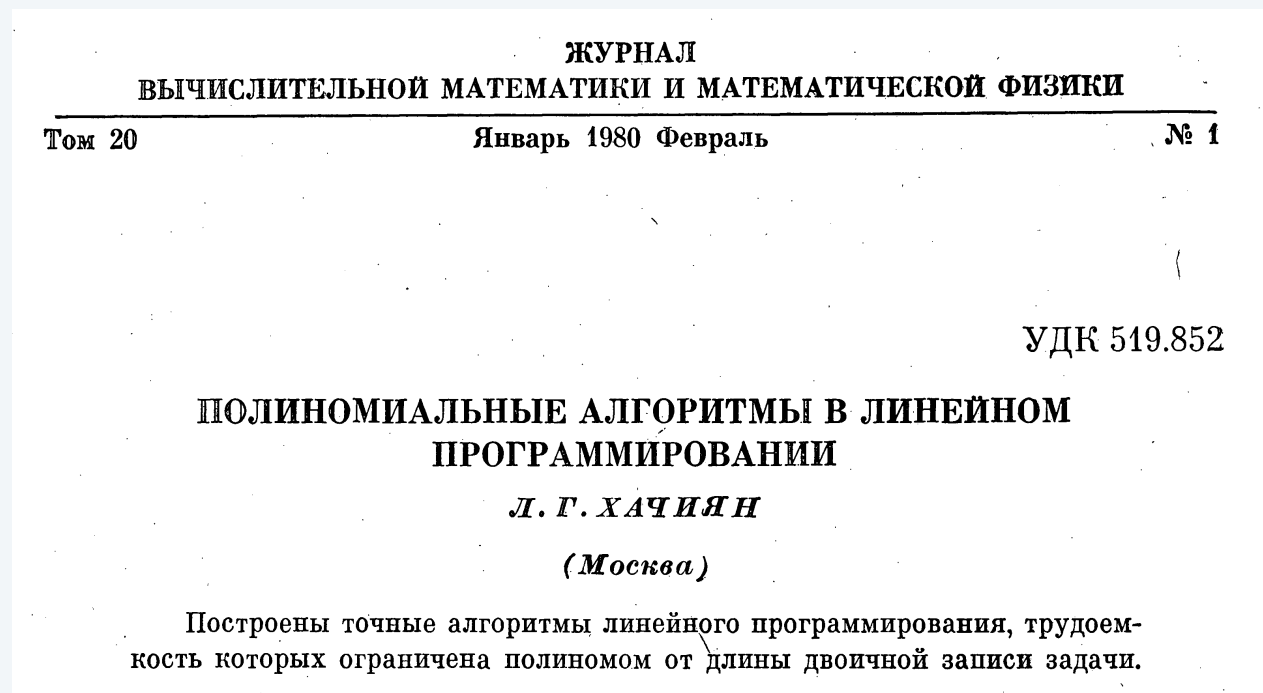 ЖУРНАЛ
ВЫЧИСЛИТЕЛЬНОЙ МАТЕМАТИКИ И МАТЕМАТИЧЕСКОЙ ФИЗИКИ
Том 20 Январь 1980 Февраль № 1
УДК 519.852
ПОЛИНОМИАЛЬНЫЕ АЛГОРИТМЫ В ЛИНЕЙНОМ
ПРОГРАММИРОВАНИИ
Л. Г. ХАЧИЯН
(Москва)
Построены точные алгоритмы линейного программирования, трудоем-
кость которых ограничена полиномом от длины двоичной записи задачи.